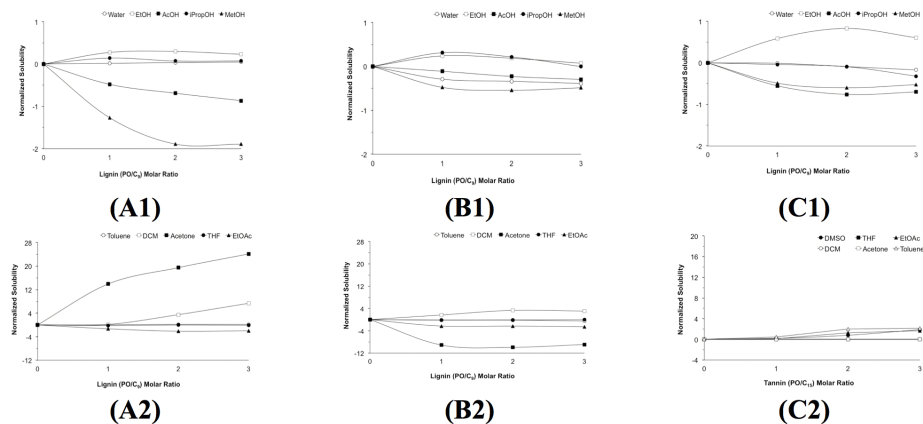 Water EtOH AcOH iPropOH MetOH
1
0
-1
-2
Normalized Solubility
0 1 2 3
Lignin (PO/C₉) Molar Ratio
(A1)
Water EtOH AcOH iPropOH MetOH
1
0
-1
-2
Normalized Solubility
0 1 2 3
Lignin (PO/C₉) Molar Ratio
(B1)
Water EtOH AcOH iPropOH MetOH
1
0
-1
-2
Normalized Solubility
0 1 2 3
Lignin (PO/C₉) Molar Ratio
(C1)
Toluene DCM Acetone THF EtOAc
28
20
12
4
-4
-12
Normalized Solubility
0 1 2 3
Lignin (PO/C₉) Molar Ratio
(A2)
Toluene DCM Acetone THF EtOAc
28
20
12
4
-4
-12
Normalized Solubility
0 1 2 3
Lignin (PO/C₉) Molar Ratio
(B2)
DMSO THF EtOAc
DCM Acetone Toluene
20
16
12
8
4
0
-4
Normalized Solubility
0 1 2 3
Tannin (PO/C₁₅) Molar Ratio
(C2)